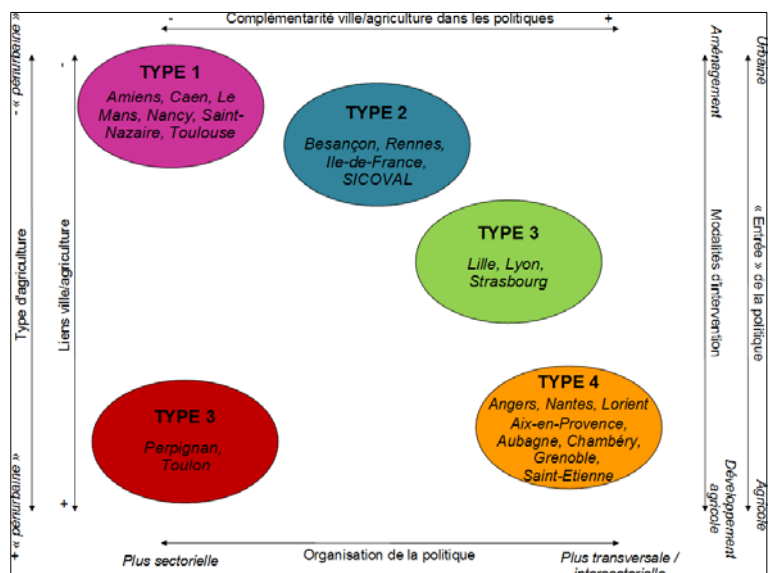 Complémentarité ville/agriculture dans les politiques
- +
- « périurbaine »
Type d'agriculture
+ « périurbaine »
-
Liens ville/agriculture
+
TYPE 1
Amiens, Caen, Le
Mans, Nancy, Saint-
Nazaire, Toulouse
TYPE 2
Besançon, Rennes,
Ile-de-France,
SICOVAL
TYPE 3
Lille, Lyon,
Strasbourg
TYPE 3
Perpignan,
Toulon
TYPE 4
Angers, Nantes, Lorient
Aix-en-Provence,
Aubagne, Chambéry,
Grenoble,
Saint-Etienne
Aménagement
Modalités d'intervention
Développement
agricole
Urbaine
« Entrée » de la politique
Agricole
Plus sectorielle
Organisation de la politique
Plus transversale /
intersectorielle